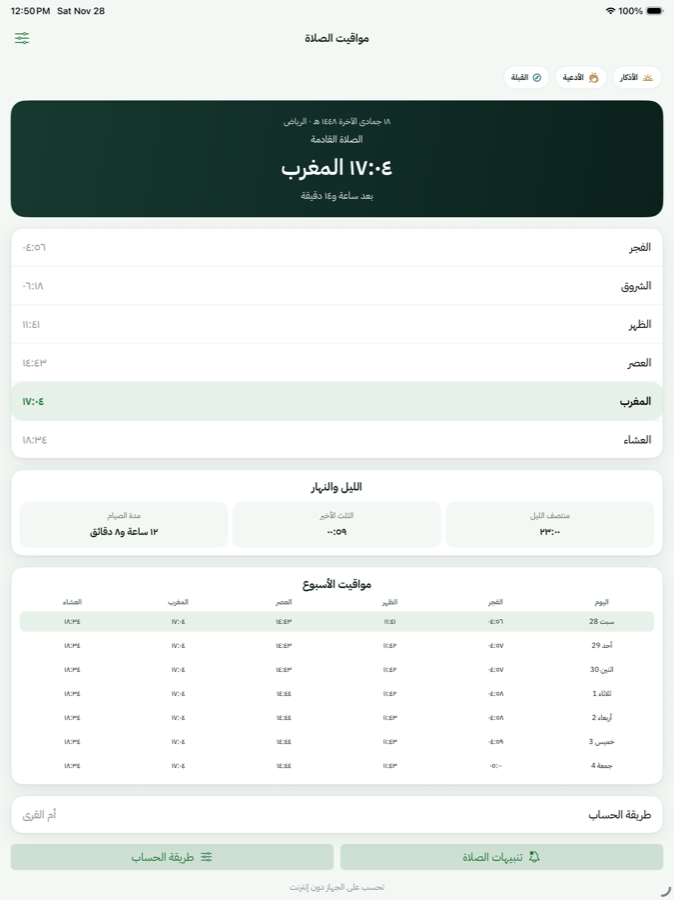 12:50 PM Sat Nov 28 100%
مواقيت الصلاة
الأذكار الأدعية القبلة
١٨ جمادى الآخرة ١٤٤٨ هـ · الرياض
الصلاة القادمة
المغرب ١٧:٠٤
بعد ساعة و١٤ دقيقة
الفجر ٠٤:٥٦
الشروق ٠٦:١٨
الظهر ١١:٤١
العصر ١٤:٤٣
المغرب ١٧:٠٤
العشاء ١٨:٣٤
الليل والنهار
منتصف الليل الثلث الأخير مدة الصيام
٢٣:٠٠ ٠٠:٥٩ ١٢ ساعة و٨ دقائق
مواقيت الأسبوع
اليوم الفجر الظهر العصر المغرب العشاء
سبت 28 ٠٤:٥٦ ١١:٤١ ١٤:٤٣ ١٧:٠٤ ١٨:٣٤
أحد 29 ٠٤:٥٧ ١١:٤٢ ١٤:٤٣ ١٧:٠٤ ١٨:٣٤
اثنين 30 ٠٤:٥٧ ١١:٤٢ ١٤:٤٣ ١٧:٠٤ ١٨:٣٤
ثلاثاء 1 ٠٤:٥٨ ١١:٤٢ ١٤:٤٤ ١٧:٠٤ ١٨:٣٤
أربعاء 2 ٠٤:٥٨ ١١:٤٣ ١٤:٤٤ ١٧:٠٤ ١٨:٣٤
خميس 3 ٠٤:٥٩ ١١:٤٣ ١٤:٤٤ ١٧:٠٤ ١٨:٣٤
جمعة 4 ٠٥:٠٠ ١١:٤٣ ١٤:٤٤ ١٧:٠٤ ١٨:٣٤
طريقة الحساب أم القرى
تنبيهات الصلاة طريقة الحساب
تحسب على الجهاز دون إنترنت